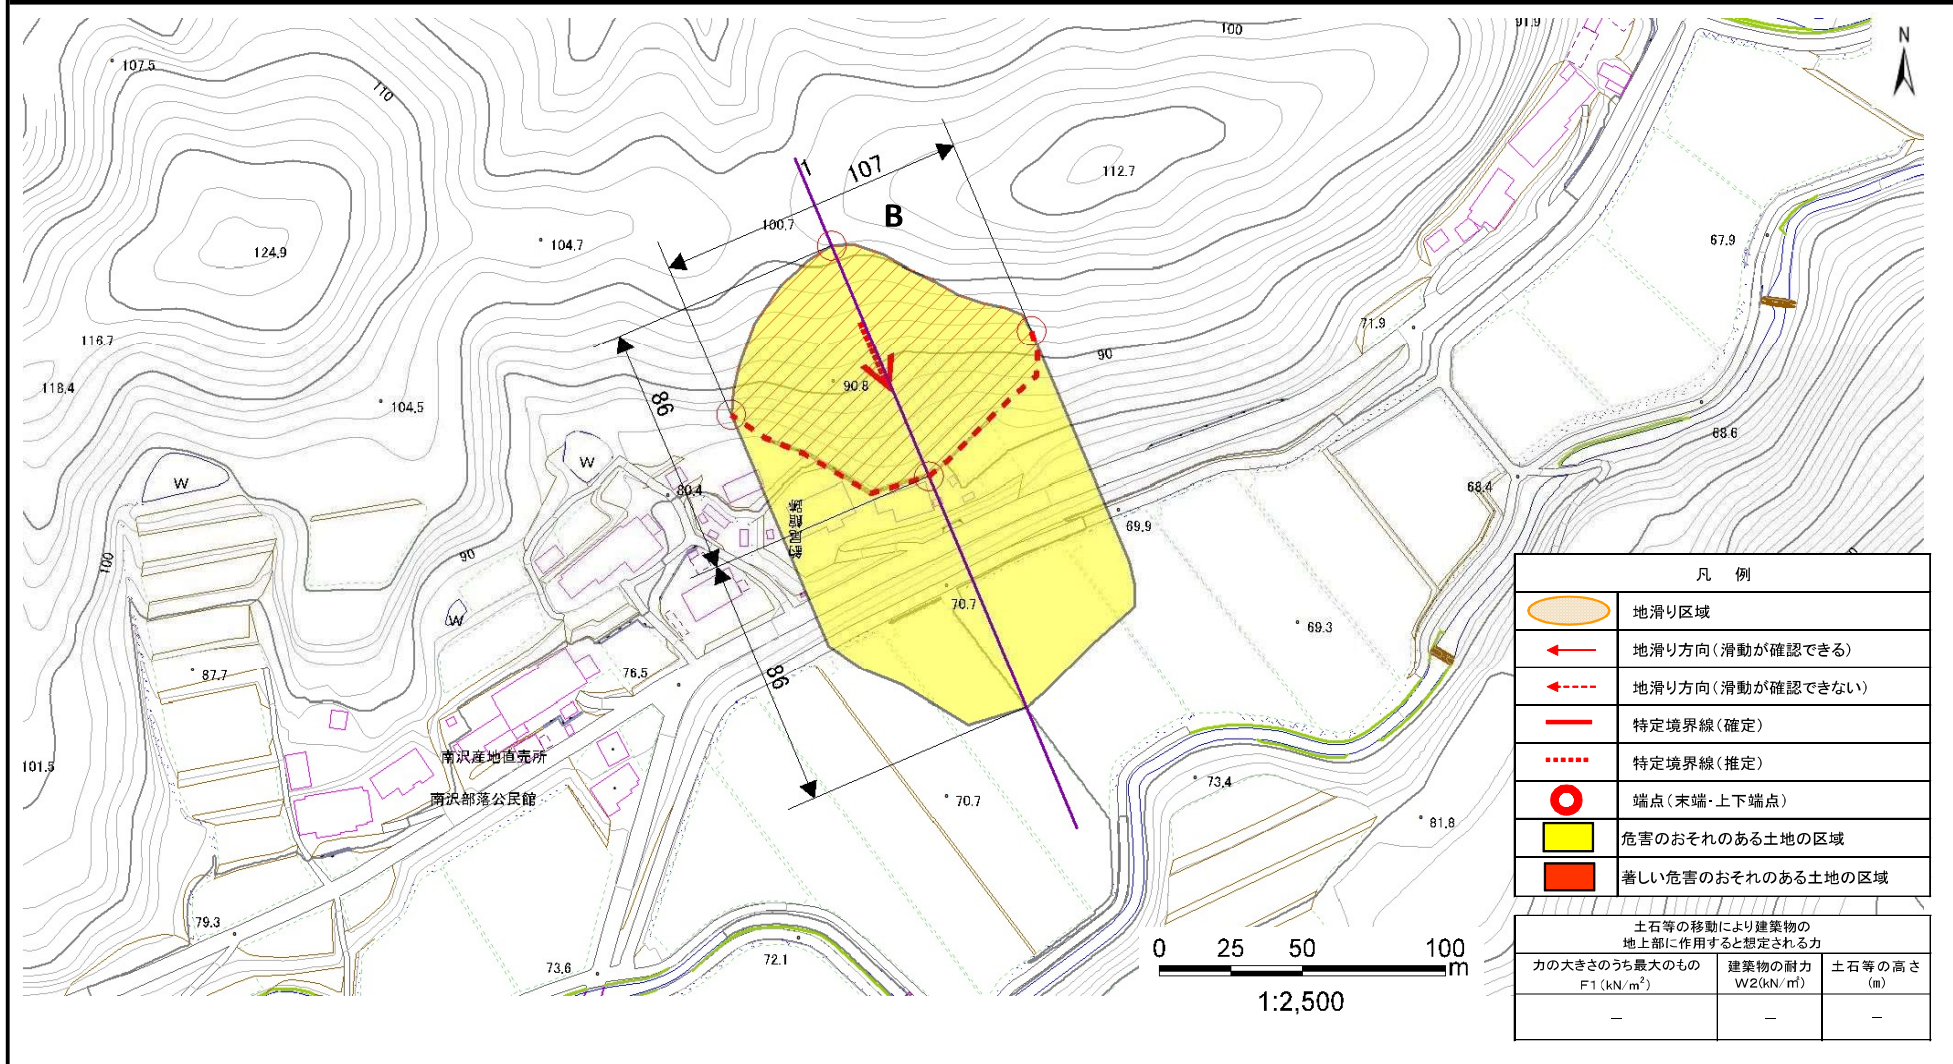 91.9
100
N
107.5
110
1
107
112.7
B
100.7
67.9
104.7
124.9
71.9
116.7
90
118.4
86
90.8
104.5
68.6
W
W
80.4
68.4
69.9
90
100
70.7
W
69.3
87.7
76.5
86
南沢産地直売所
101.5
南沢部落公民館
73.4
70.7
81.8
79.3
72.1
73.6
0 25 50 100
m
1:2,500
凡 例
地滑り区域
地滑り方向(滑動が確認できる)
地滑り方向(滑動が確認できない)
特定境界線(確定)
特定境界線(推定)
端点(末端・上下端点)
危害のおそれのある土地の区域
著しい危害のおそれのある土地の区域
土石等の移動により建築物の
地上部に作用すると想定される力
力の大きさのうち最大のもの
F1(kN/m²)
建築物の耐力
W2(kN/㎡)
土石等の高さ
(m)
－ － －